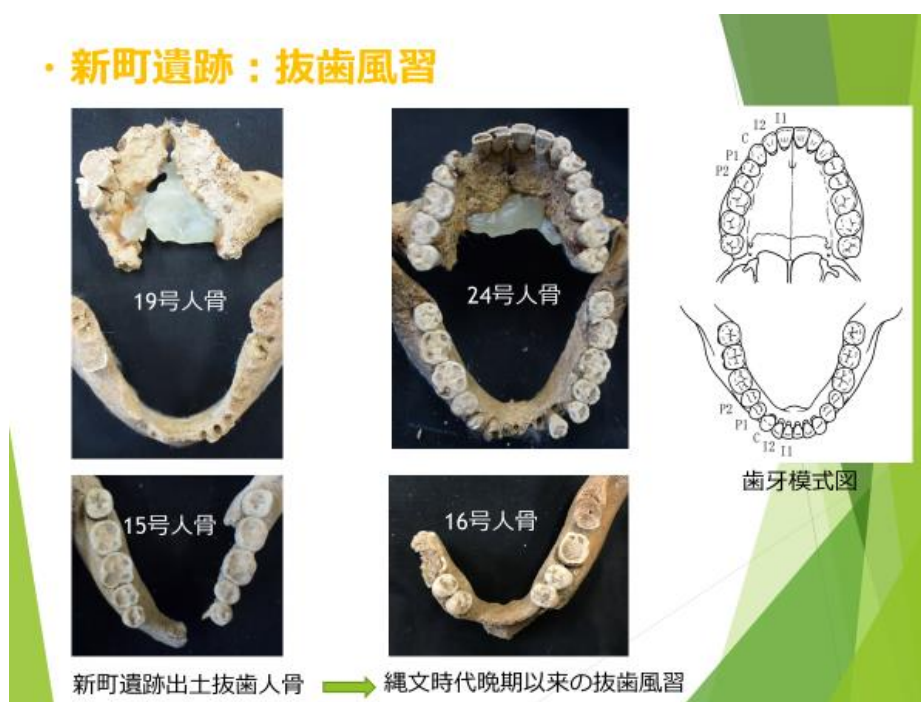 ・新町遺跡：抜歯風習
19号人骨
24号人骨
I1
I2
C
P1
P2
P2
P1
C
I2
I1
歯牙模式図
15号人骨
16号人骨
新町遺跡出土抜歯人骨
縄文時代晩期以来の抜歯風習